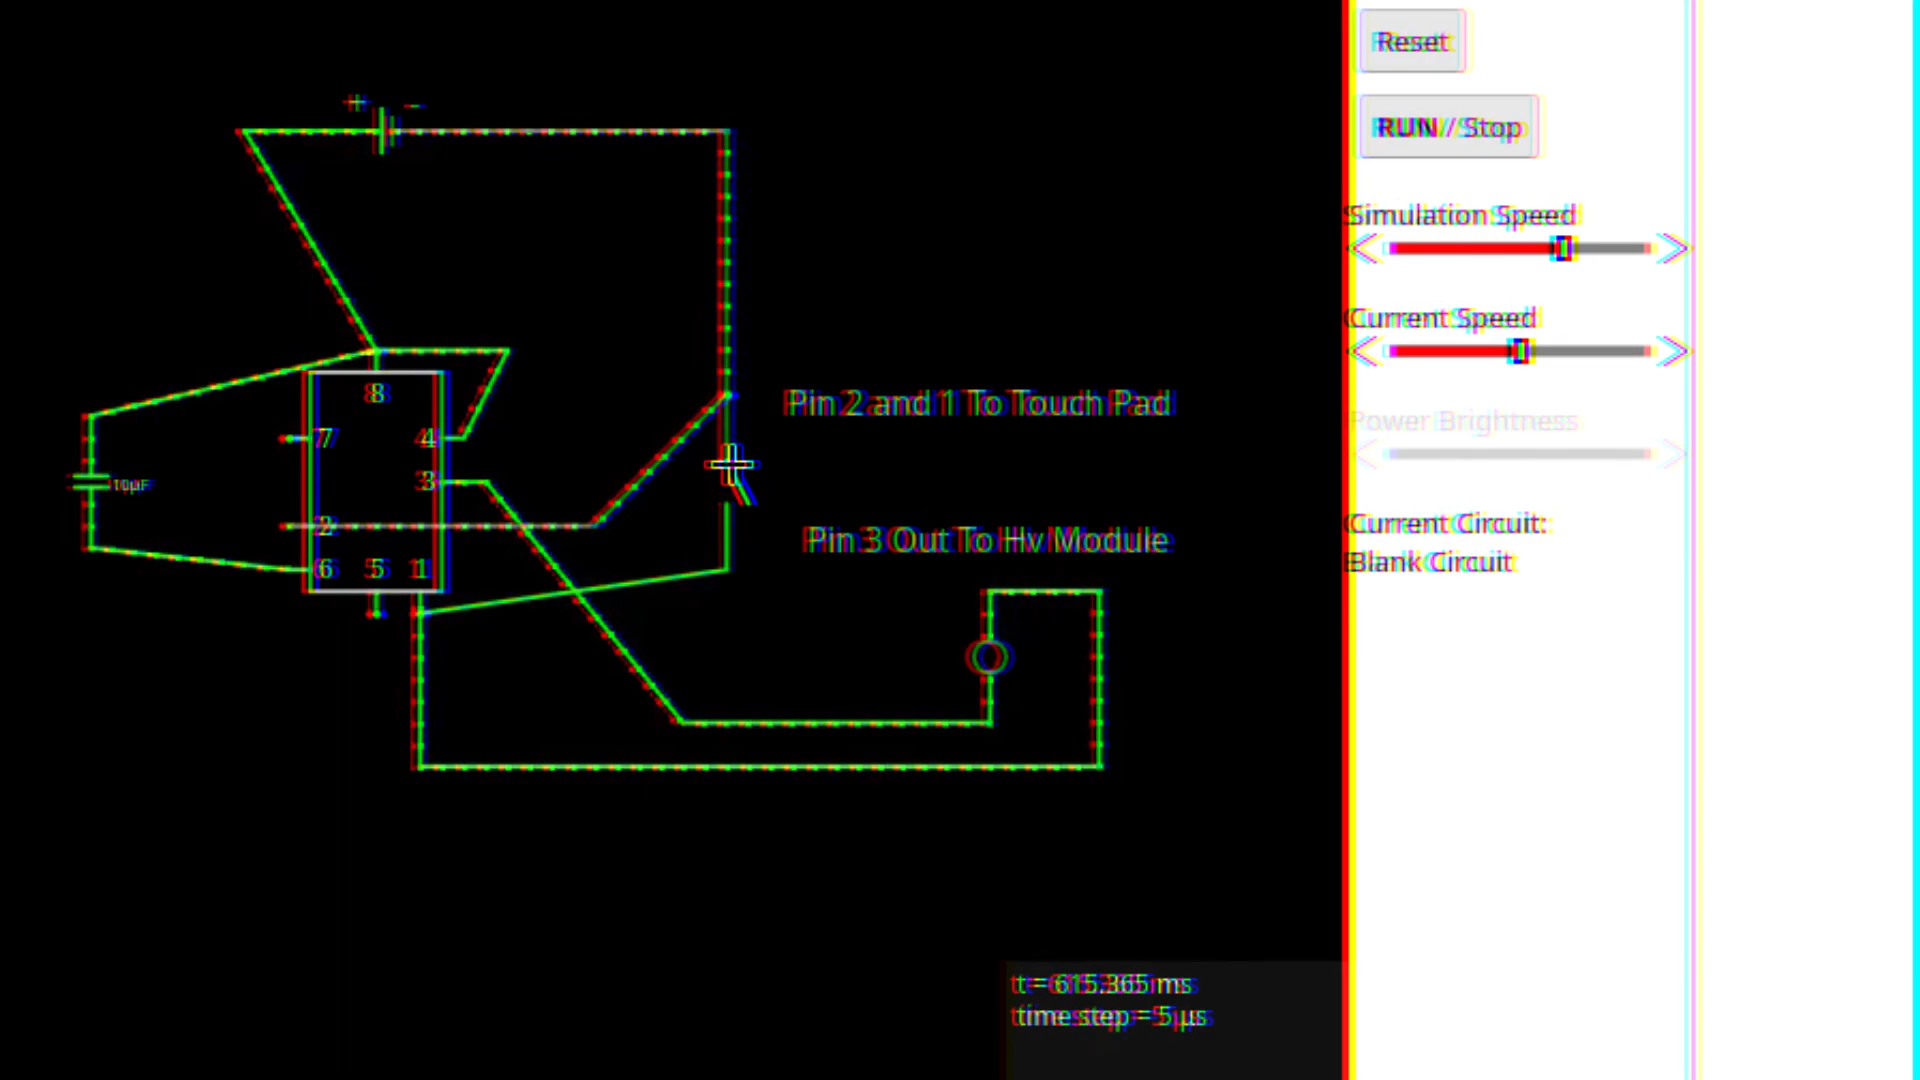 + -
8
7 4
3
2
6 5 1
10µF
Pin 2 and 1 To Touch Pad
Pin 3 Out To Hv Module
t = 615.365 ms
time step = 5 µs
Reset
RUN / Stop
Simulation Speed
Current Speed
Power Brightness
Current Circuit:
Blank Circuit